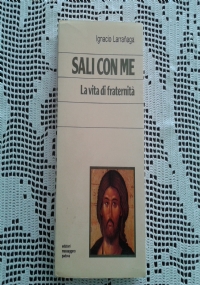 Ignacio Larrañaga
SALI CON ME
La vita di fraternità
edizioni
messaggero
padova